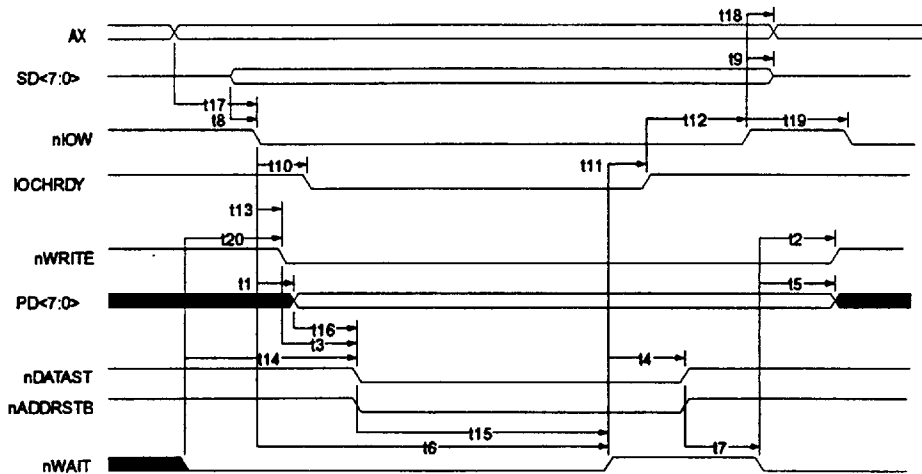 t18
AX
t9
SD<7:0>
t17
t8
t12
t19
nIOW
t10
t11
IOCHRDY
t13
t20
t2
nWRITE
t1
t5
PD<7:0>
t16
t3
t14
t4
nDATAST
nADDRSTB
t15
t6
t7
nWAIT